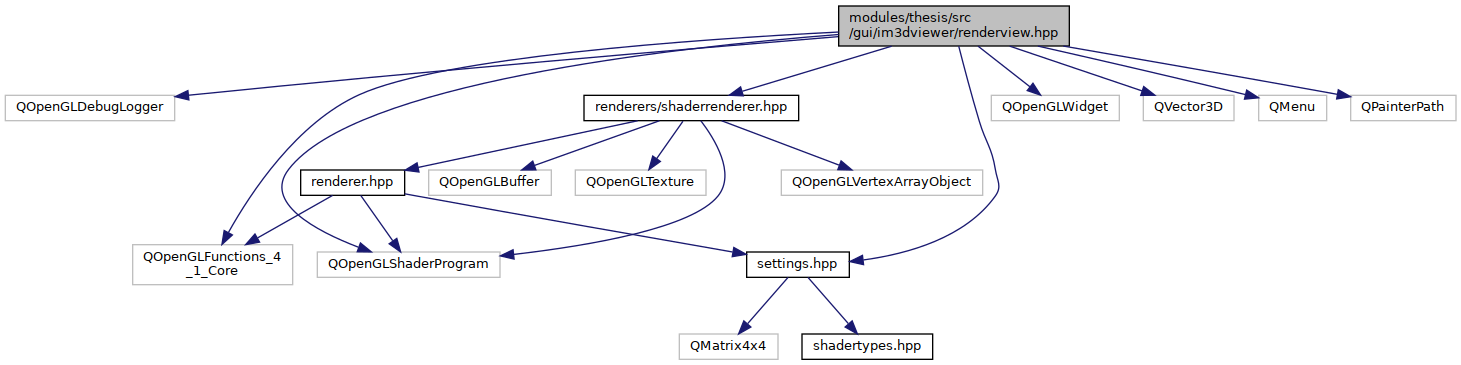 modules/thesis/src
/gui/im3dviewer/renderview.hpp
QOpenGLDebugLogger
renderers/shaderrenderer.hpp
QOpenGLWidget
QVector3D
QMenu
QPainterPath
renderer.hpp
QOpenGLBuffer
QOpenGLTexture
QOpenGLVertexArrayObject
QOpenGLFunctions_4
_1_Core
QOpenGLShaderProgram
settings.hpp
QMatrix4x4
shadertypes.hpp